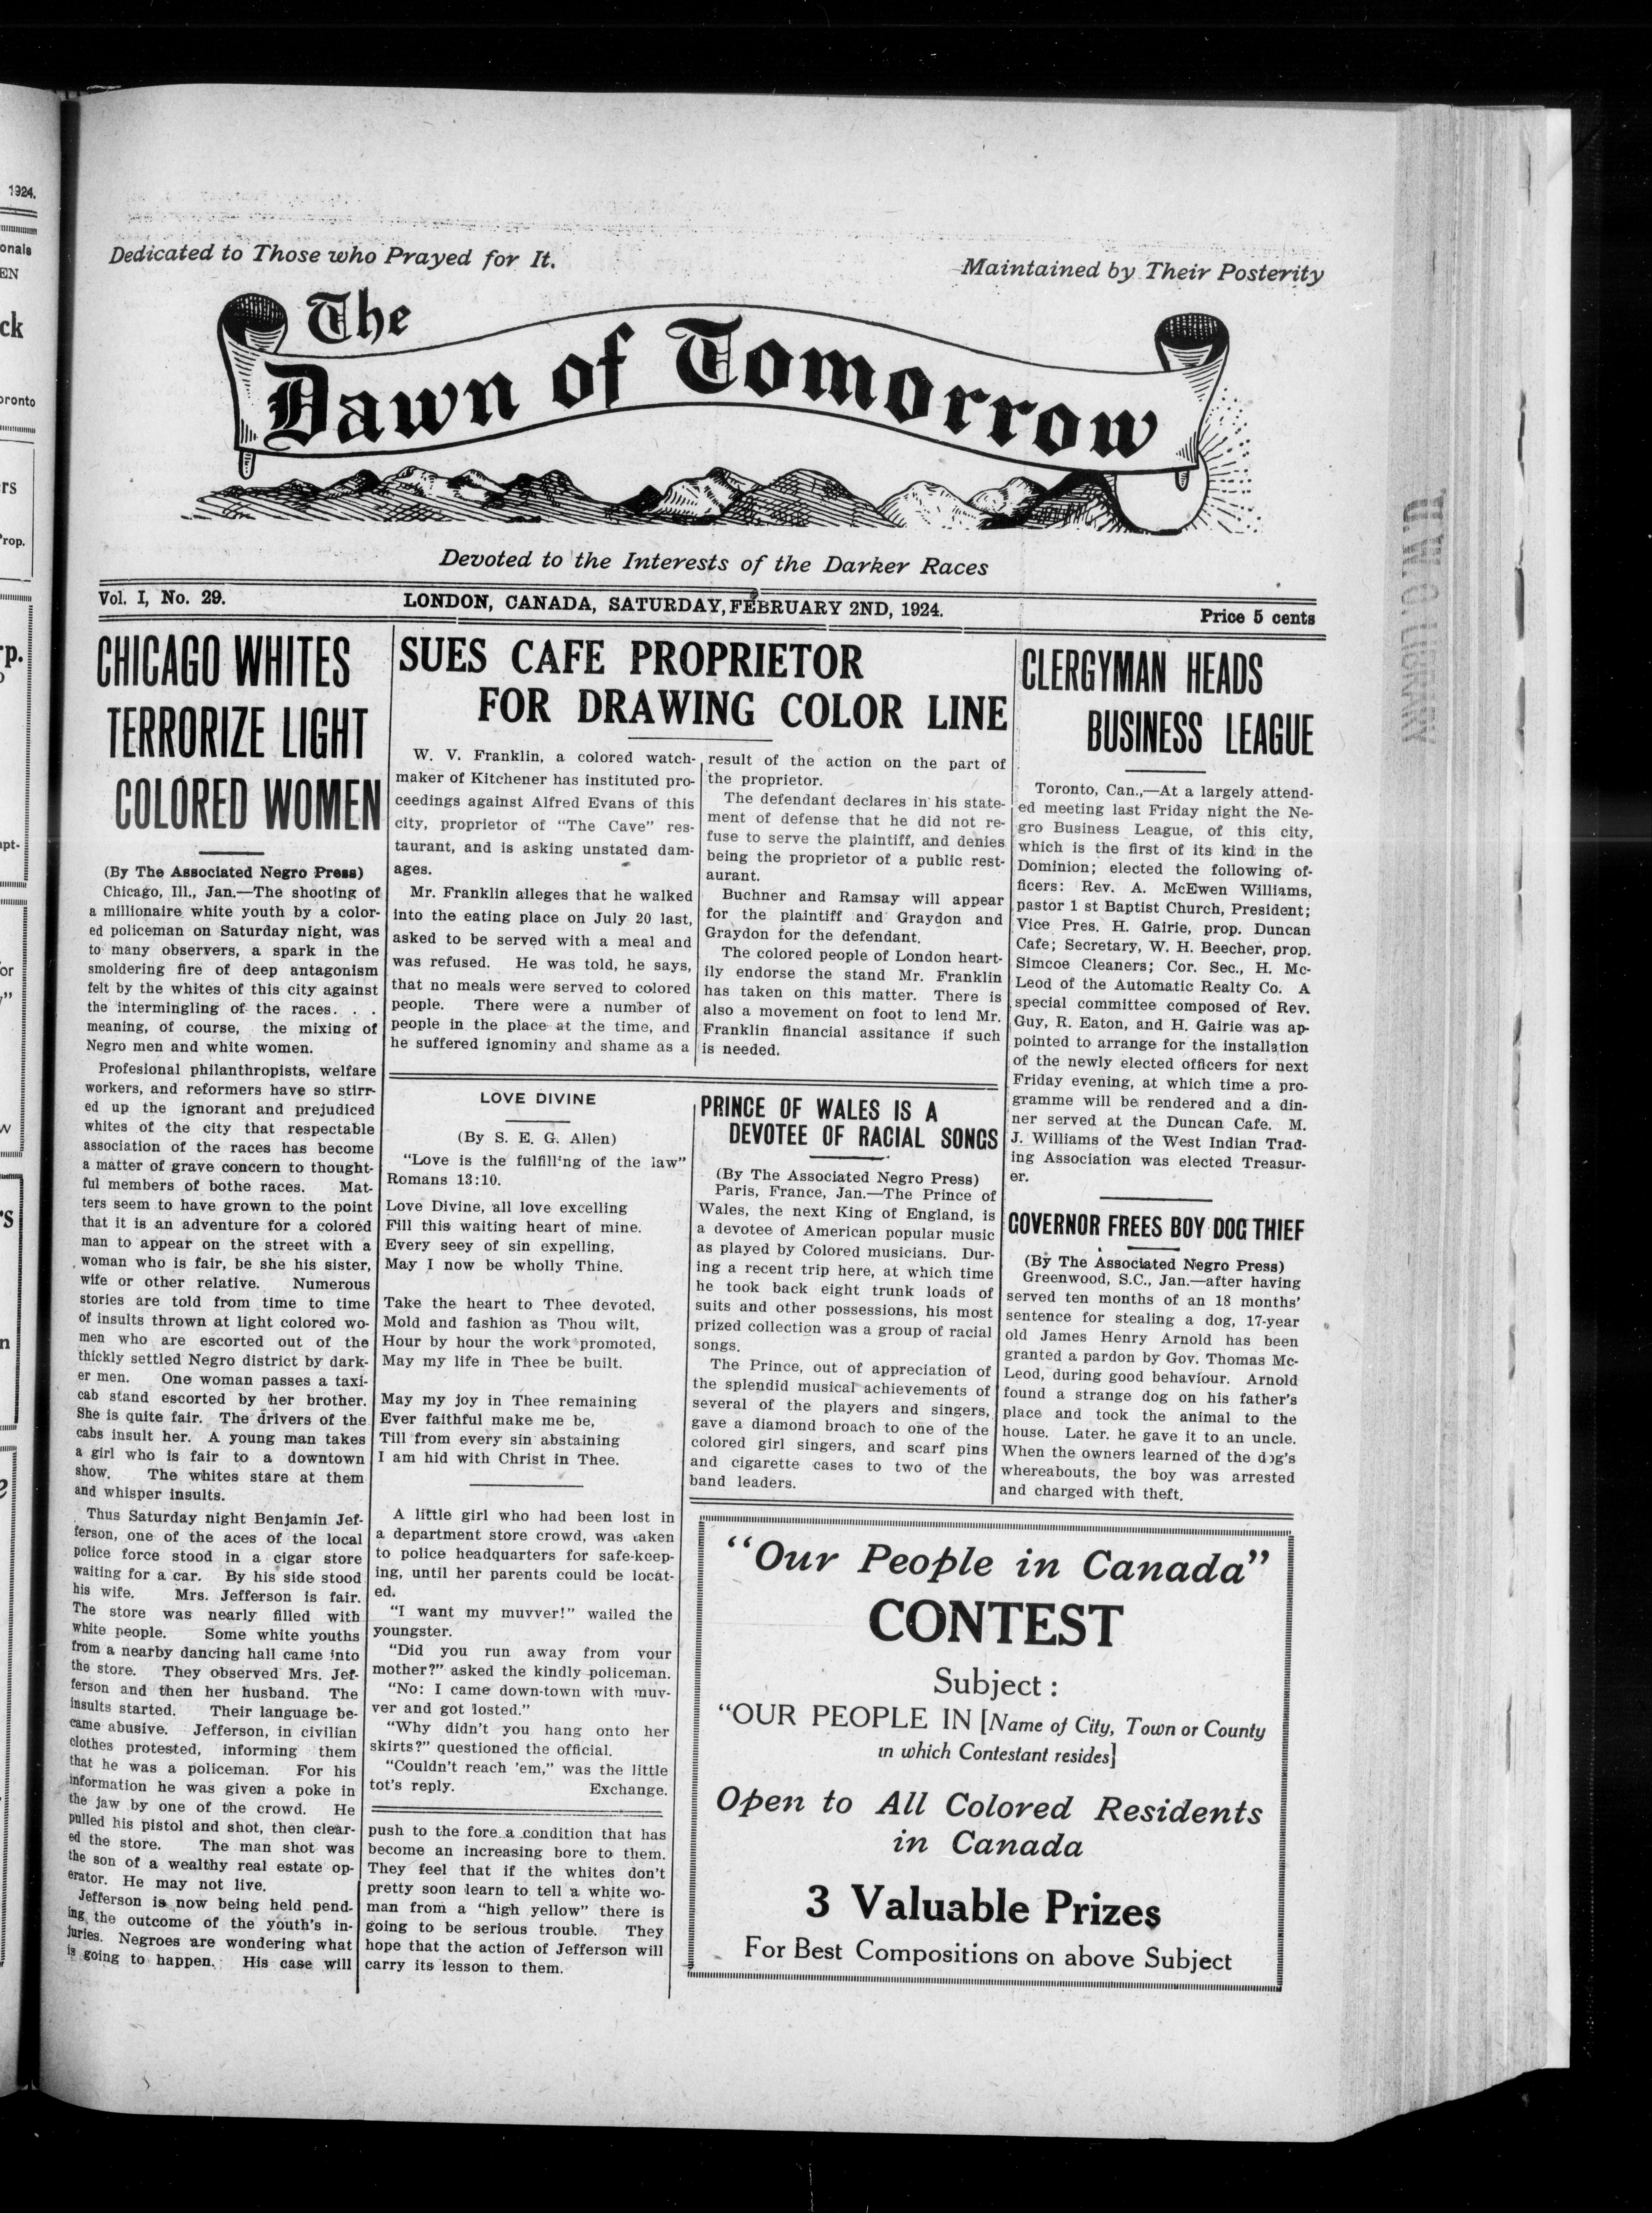 1924.
onals
EN
ck
oronto
rs
rop.
rp.
apt-
or
w
rs
n
e
Dedicated to Those who Prayed for It.
Maintained by Their Posterity
The
Dawn of Tomorrow
Devoted to the Interests of the Darker Races
Vol. I, No. 29.
LONDON, CANADA, SATURDAY, FEBRUARY 2ND, 1924.
Price 5 cents
CHICAGO WHITES
TERRORIZE LIGHT
COLORED WOMEN
(By The Associated Negro Press)
Chicago, Ill., Jan.—The shooting of
a millionaire white youth by a color-
ed policeman on Saturday night, was
to many observers, a spark in the
smoldering fire of deep antagonism
felt by the whites of this city against
the intermingling of the races. . .
meaning, of course, the mixing of
Negro men and white women.
Profesional philanthropists, welfare
workers, and reformers have so stirr-
ed up the ignorant and prejudiced
whites of the city that respectable
association of the races has become
a matter of grave concern to thought-
ful members of bothe races. Mat-
ters seem to have grown to the point
that it is an adventure for a colored
man to appear on the street with a
woman who is fair, be she his sister,
wife or other relative. Numerous
stories are told from time to time
of insults thrown at light colored wo-
men who are escorted out of the
thickly settled Negro district by dark-
er men. One woman passes a taxi-
cab stand escorted by her brother.
She is quite fair. The drivers of the
cabs insult her. A young man takes
a girl who is fair to a downtown
show. The whites stare at them
and whisper insults.
Thus Saturday night Benjamin Jef-
ferson, one of the aces of the local
police force stood in a cigar store
waiting for a car. By his side stood
his wife. Mrs. Jefferson is fair.
The store was nearly filled with
white people. Some white youths
from a nearby dancing hall came into
the store. They observed Mrs. Jef-
ferson and then her husband. The
insults started. Their language be-
came abusive. Jefferson, in civilian
clothes protested, informing them
that he was a policeman. For his
information he was given a poke in
the jaw by one of the crowd. He
pulled his pistol and shot, then clear-
ed the store. The man shot was
the son of a wealthy real estate op-
erator. He may not live.
Jefferson is now being held pend-
ing the outcome of the youth's in-
juries. Negroes are wondering what
is going to happen. His case will
push to the fore a condition that has
become an increasing bore to them.
They feel that if the whites don't
pretty soon learn to tell a white wo-
man from a "high yellow" there is
going to be serious trouble. They
hope that the action of Jefferson will
carry its lesson to them.
SUES CAFE PROPRIETOR
FOR DRAWING COLOR LINE
W. V. Franklin, a colored watch-
maker of Kitchener has instituted pro-
ceedings against Alfred Evans of this
city, proprietor of "The Cave" res-
taurant, and is asking unstated dam-
ages.
Mr. Franklin alleges that he walked
into the eating place on July 20 last,
asked to be served with a meal and
was refused. He was told, he says,
that no meals were served to colored
people. There were a number of
people in the place at the time, and
he suffered ignominy and shame as a
result of the action on the part of
the proprietor.
The defendant declares in his state-
ment of defense that he did not re-
fuse to serve the plaintiff, and denies
being the proprietor of a public rest-
aurant.
Buchner and Ramsay will appear
for the plaintiff and Graydon and
Graydon for the defendant.
The colored people of London heart-
ily endorse the stand Mr. Franklin
has taken on this matter. There is
also a movement on foot to lend Mr.
Franklin financial assitance if such
is needed.
LOVE DIVINE
(By S. E. G. Allen)
"Love is the fulfilling of the law"
Romans 13:10.
Love Divine, all love excelling
Fill this waiting heart of mine.
Every seey of sin expelling,
May I now be wholly Thine.
Take the heart to Thee devoted,
Mold and fashion as Thou wilt,
Hour by hour the work promoted,
May my life in Thee be built.
May my joy in Thee remaining
Ever faithful make me be,
Till from every sin abstaining
I am hid with Christ in Thee.
A little girl who had been lost in
a department store crowd, was taken
to police headquarters for safe-keep-
ing, until her parents could be locat-
ed.
"I want my muvver!" wailed the
youngster.
"Did you run away from your
mother?" asked the kindly policeman.
"No: I came down-town with muv-
ver and got losted."
"Why didn't you hang onto her
skirts?" questioned the official.
"Couldn't reach 'em," was the little
tot's reply. Exchange.
PRINCE OF WALES IS A
DEVOTEE OF RACIAL SONGS
(By The Associated Negro Press)
Paris, France, Jan.—The Prince of
Wales, the next King of England, is
a devotee of American popular music
as played by Colored musicians. Dur-
ing a recent trip here, at which time
he took back eight trunk loads of
suits and other possessions, his most
prized collection was a group of racial
songs.
The Prince, out of appreciation of
the splendid musical achievements of
several of the players and singers,
gave a diamond broach to one of the
colored girl singers, and scarf pins
and cigarette cases to two of the
band leaders.
CLERGYMAN HEADS
BUSINESS LEAGUE
Toronto, Can.,—At a largely attend-
ed meeting last Friday night the Ne-
gro Business League, of this city,
which is the first of its kind in the
Dominion; elected the following of-
ficers: Rev. A. McEwen Williams,
pastor 1 st Baptist Church, President;
Vice Pres. H. Gairie, prop. Duncan
Cafe; Secretary, W. H. Beecher, prop.
Simcoe Cleaners; Cor. Sec., H. Mc-
Leod of the Automatic Realty Co. A
special committee composed of Rev.
Guy, R. Eaton, and H. Gairie was ap-
pointed to arrange for the installation
of the newly elected officers for next
Friday evening, at which time a pro-
gramme will be rendered and a din-
ner served at the Duncan Cafe. M.
J. Williams of the West Indian Trad-
ing Association was elected Treasur-
er.
GOVERNOR FREES BOY DOG THIEF
(By The Associated Negro Press)
Greenwood, S.C., Jan.—after having
served ten months of an 18 months'
sentence for stealing a dog, 17-year
old James Henry Arnold has been
granted a pardon by Gov. Thomas Mc-
Leod, during good behaviour. Arnold
found a strange dog on his father's
place and took the animal to the
house. Later. he gave it to an uncle.
When the owners learned of the dog's
whereabouts, the boy was arrested
and charged with theft.
"Our People in Canada"
CONTEST
Subject :
"OUR PEOPLE IN [Name of City, Town or County
in which Contestant resides]
Open to All Colored Residents
in Canada
3 Valuable Prizes
For Best Compositions on above Subject
U.W.O. LIBRARY